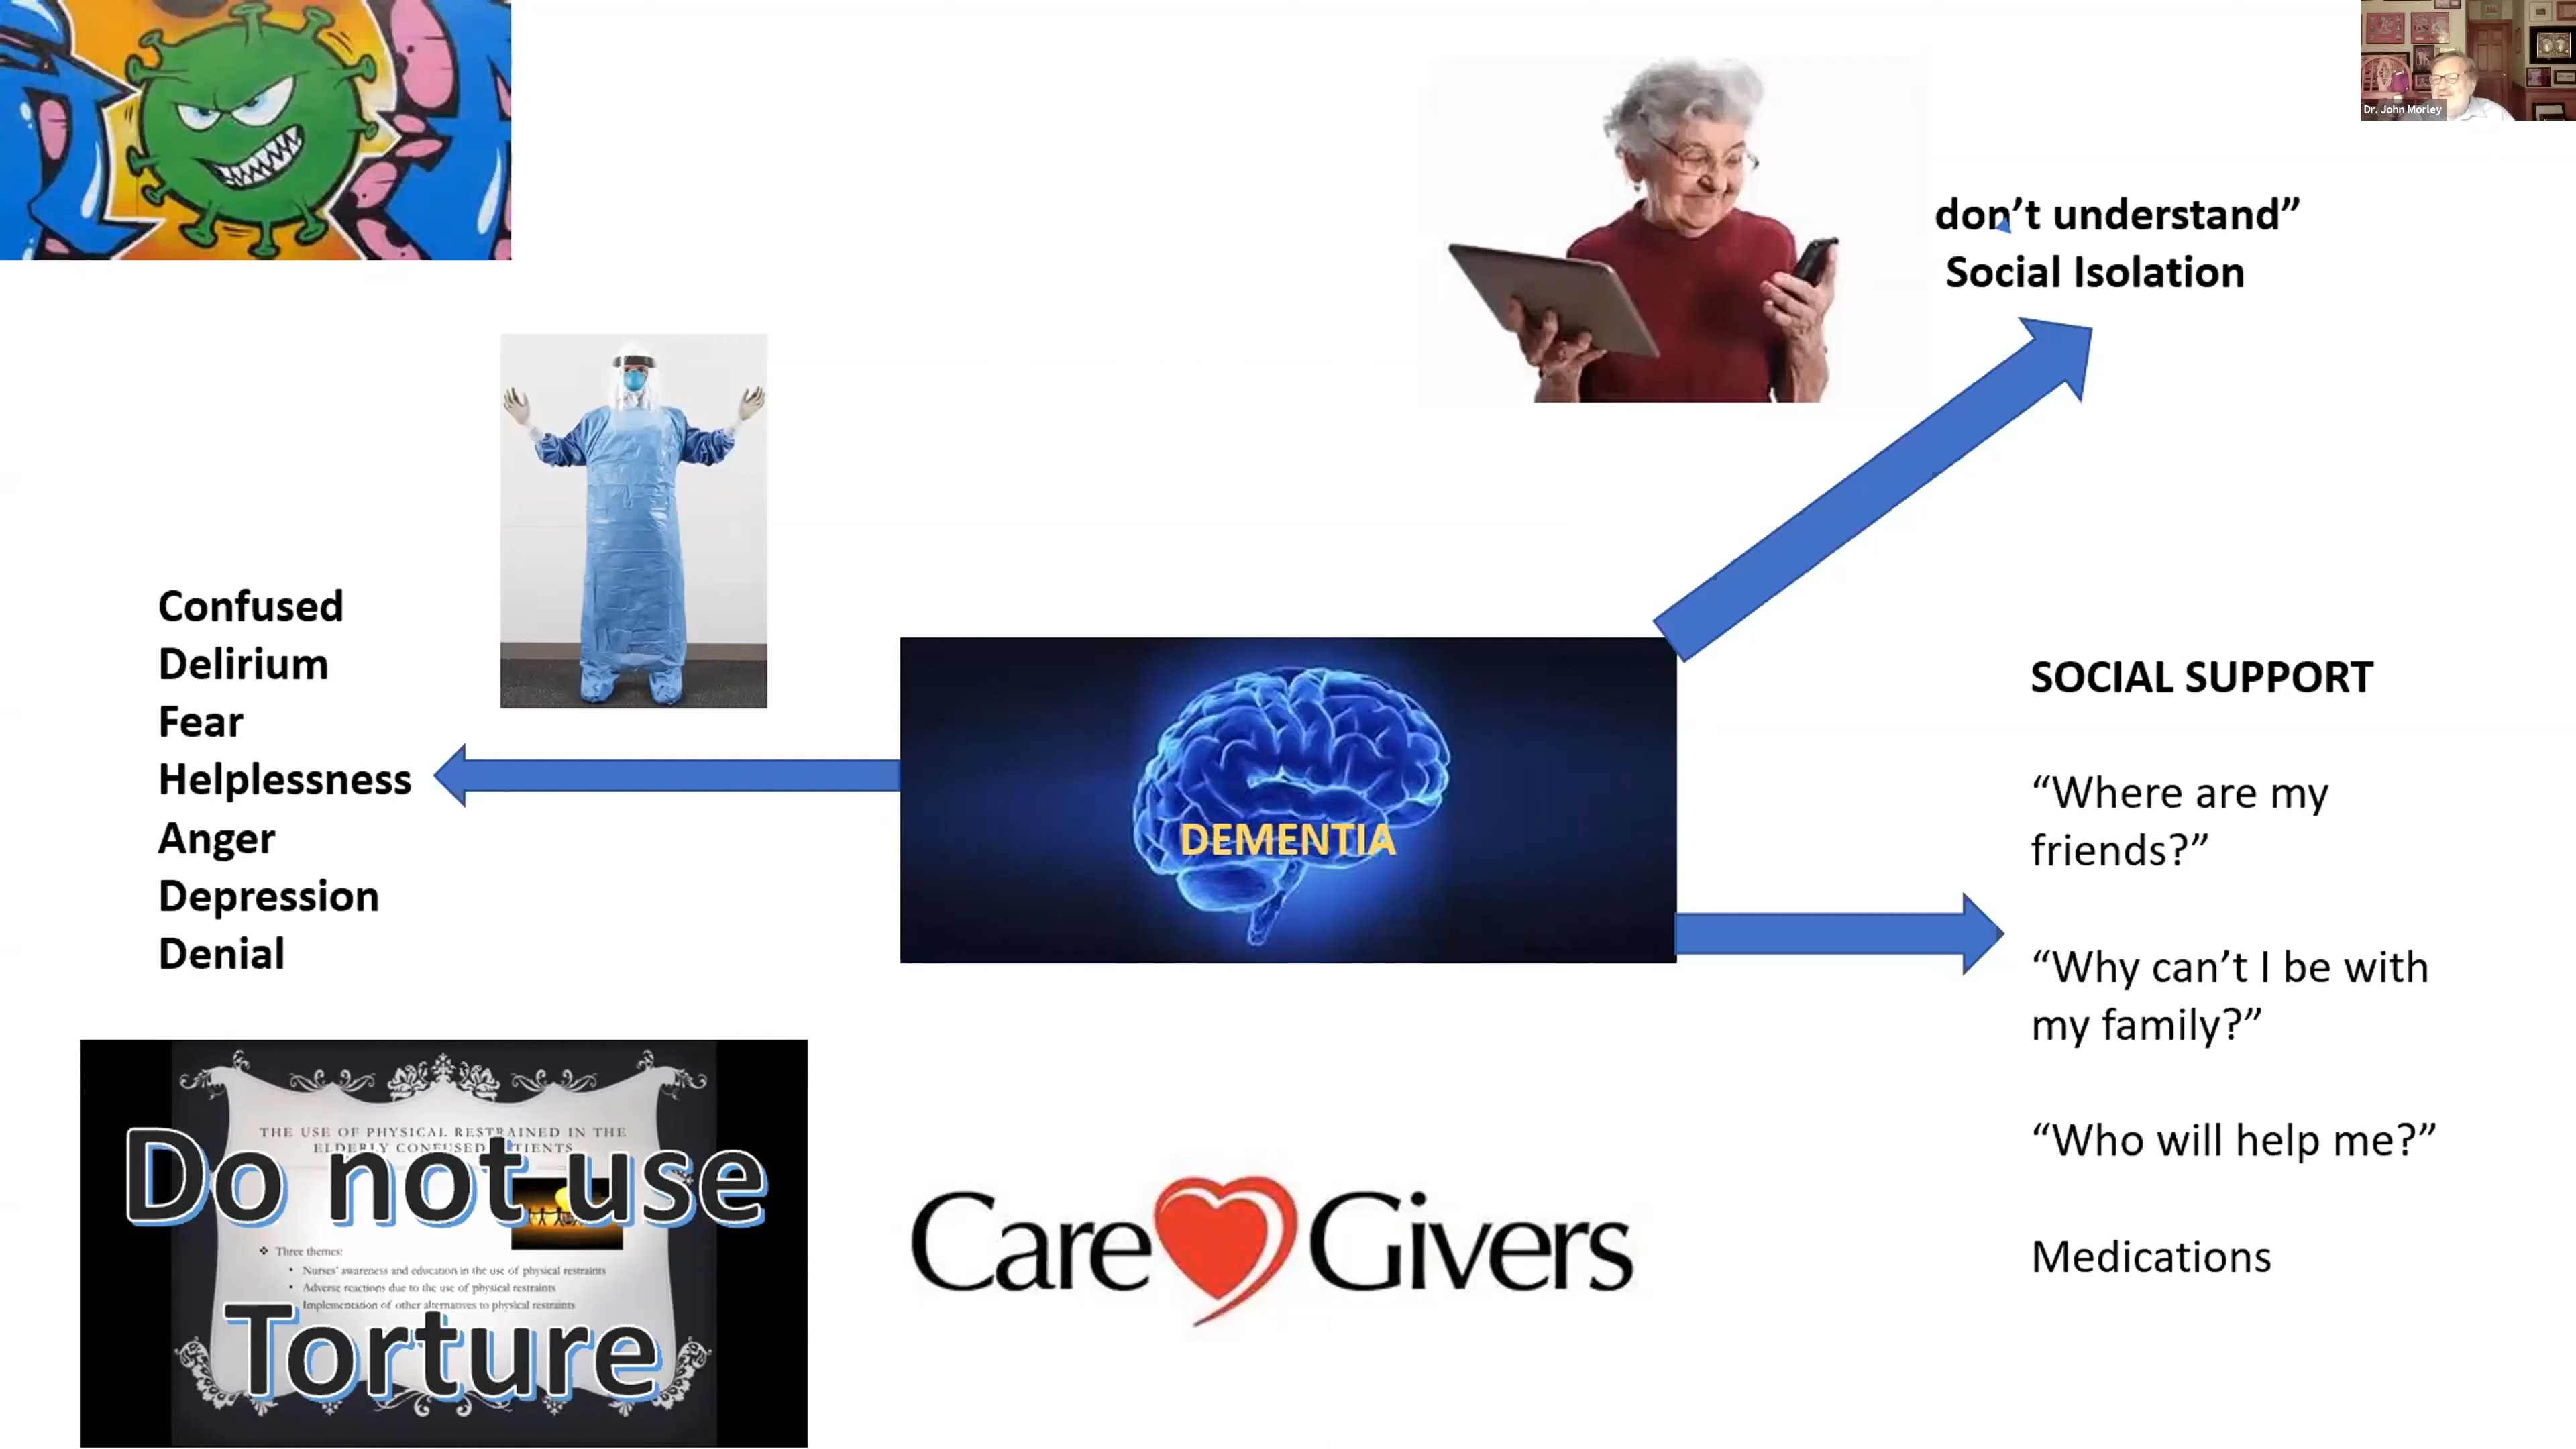 Dr. John Morley
don’t understand”
Social Isolation
Confused
Delirium
Fear
Helplessness
Anger
Depression
Denial
DEMENTIA
SOCIAL SUPPORT
“Where are my
friends?”
“Why can’t I be with
my family?”
“Who will help me?”
Medications
THE USE OF PHYSICAL RESTRAINED IN THE
ELDERLY CONFUSED
Do not use
❖ Three themes:
• Nurses’ awareness and education in the use of physical restraints
• Adverse reactions due to the use of physical restraints
Implementation of other alternatives to physical restraints
Torture
Care Givers